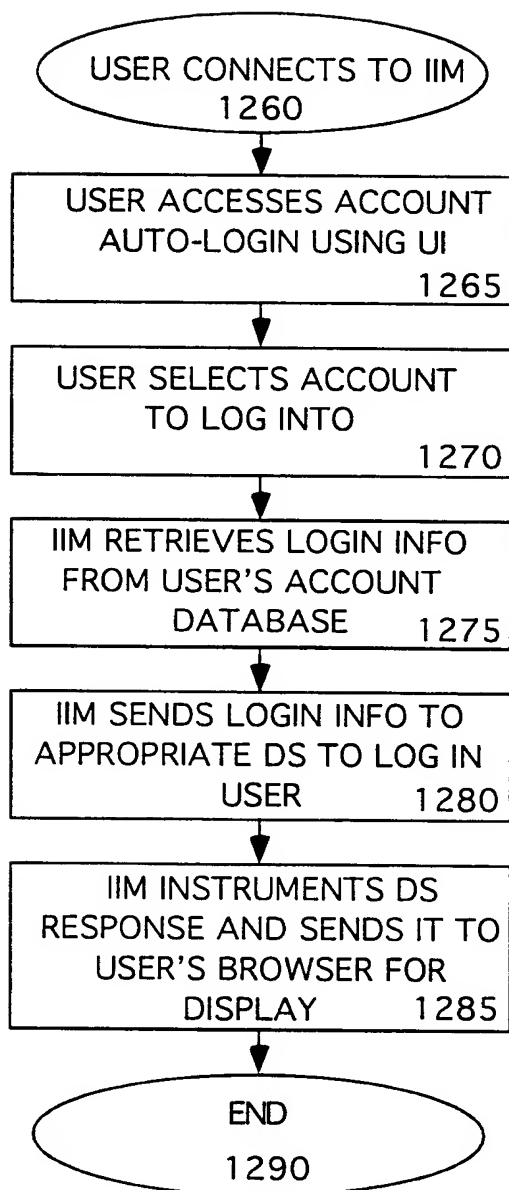 USER CONNECTS TO IIM
1260
USER ACCESSES ACCOUNT
AUTO-LOGIN USING UI
1265
USER SELECTS ACCOUNT
TO LOG INTO
1270
IIM RETRIEVES LOGIN INFO
FROM USER'S ACCOUNT
DATABASE 1275
IIM SENDS LOGIN INFO TO
APPROPRIATE DS TO LOG IN
USER 1280
IIM INSTRUMENTS DS
RESPONSE AND SENDS IT TO
USER'S BROWSER FOR
DISPLAY 1285
END
1290